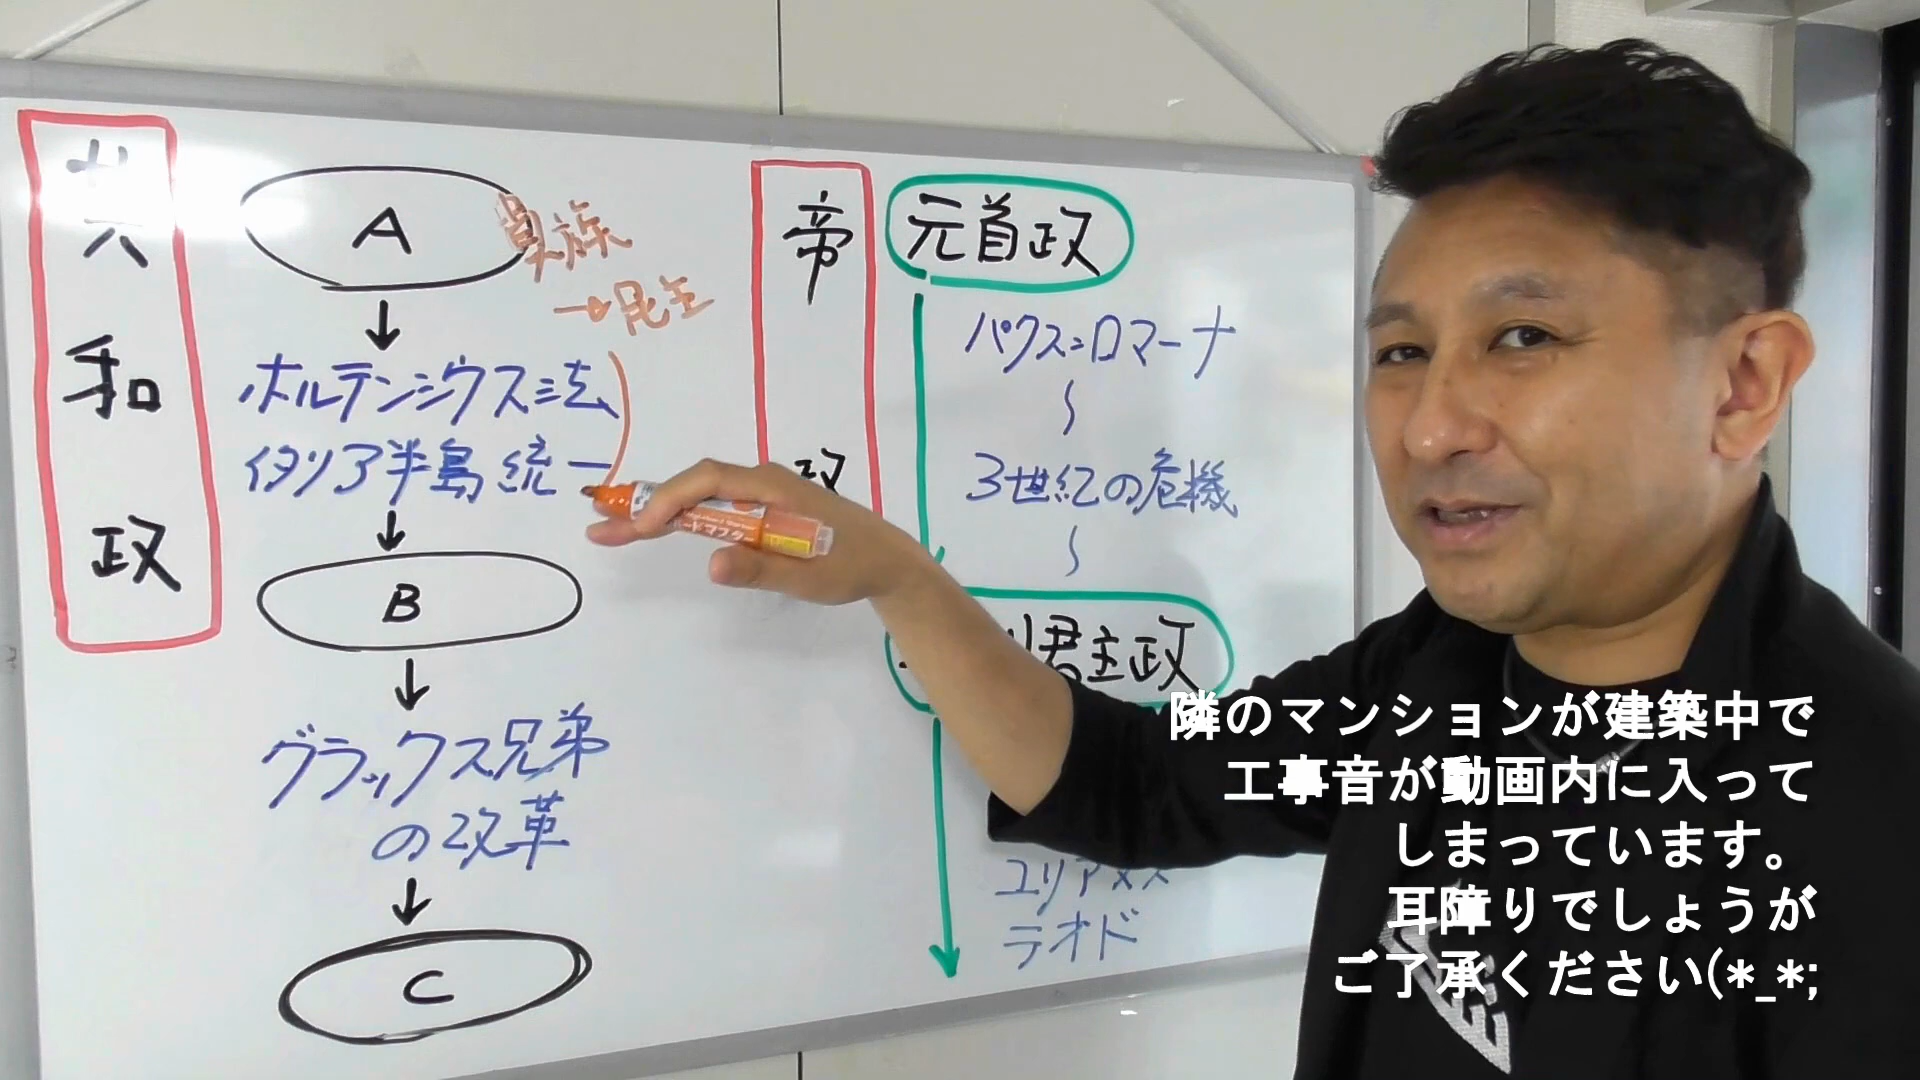 共和政
A
貴族
→民主
ホルテンシウス法
イタリア半島統一
B
グラックス兄弟
の改革
C
帝政
元首政
パクス=ロマーナ
〜
3世紀の危機
〜
君主政
ユリアヌス
テオド
隣のマンションが建築中で
工事音が動画内に入って
しまっています。
耳障りでしょうが
ご了承ください(*_*;